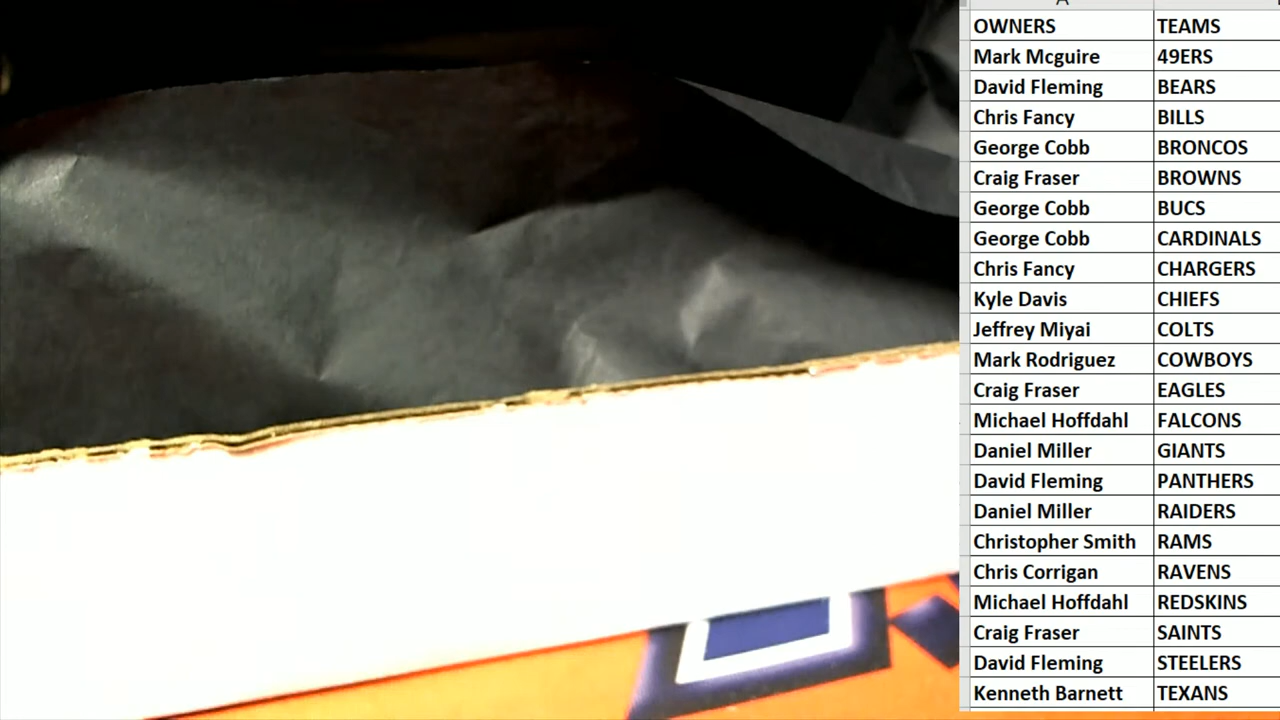 OWNERS TEAMS
Mark Mcguire 49ERS
David Fleming BEARS
Chris Fancy BILLS
George Cobb BRONCOS
Craig Fraser BROWNS
George Cobb BUCS
George Cobb CARDINALS
Chris Fancy CHARGERS
Kyle Davis CHIEFS
Jeffrey Miyai COLTS
Mark Rodriguez COWBOYS
Craig Fraser EAGLES
Michael Hoffdahl FALCONS
Daniel Miller GIANTS
David Fleming PANTHERS
Daniel Miller RAIDERS
Christopher Smith RAMS
Chris Corrigan RAVENS
Michael Hoffdahl REDSKINS
Craig Fraser SAINTS
David Fleming STEELERS
Kenneth Barnett TEXANS